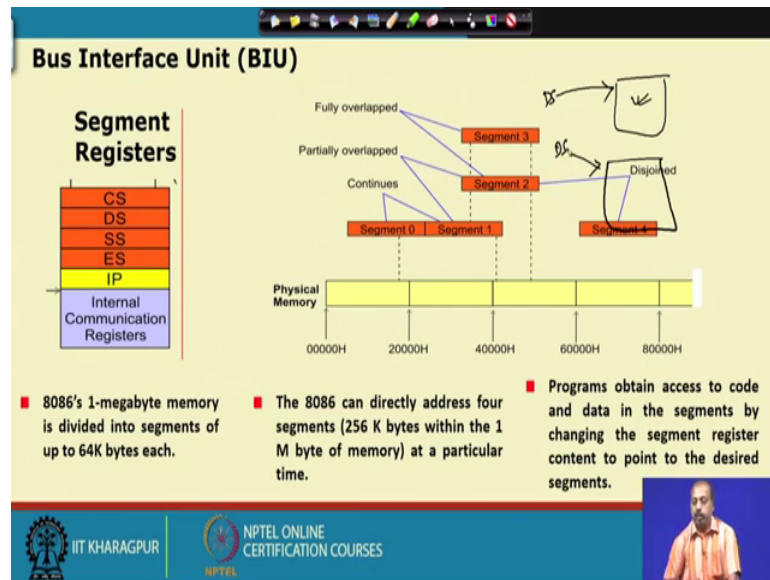 Bus Interface Unit (BIU)
Segment
Registers
CS
DS
SS
ES
IP
Internal
Communication
Registers
Fully overlapped
Partially overlapped
Continues
Segment 3
Segment 2
Segment 0
Segment 1
DS
DS
Disjoined
Segment 4
Physical
Memory
00000H
20000H
40000H
60000H
80000H
8086's 1-megabyte memory
is divided into segments of
up to 64K bytes each.
The 8086 can directly address four
segments (256 K bytes within the 1
M byte of memory) at a particular
time.
Programs obtain access to code
and data in the segments by
changing the segment register
content to point to the desired
segments.
IIT KHARAGPUR
NPTEL
NPTEL ONLINE
CERTIFICATION COURSES